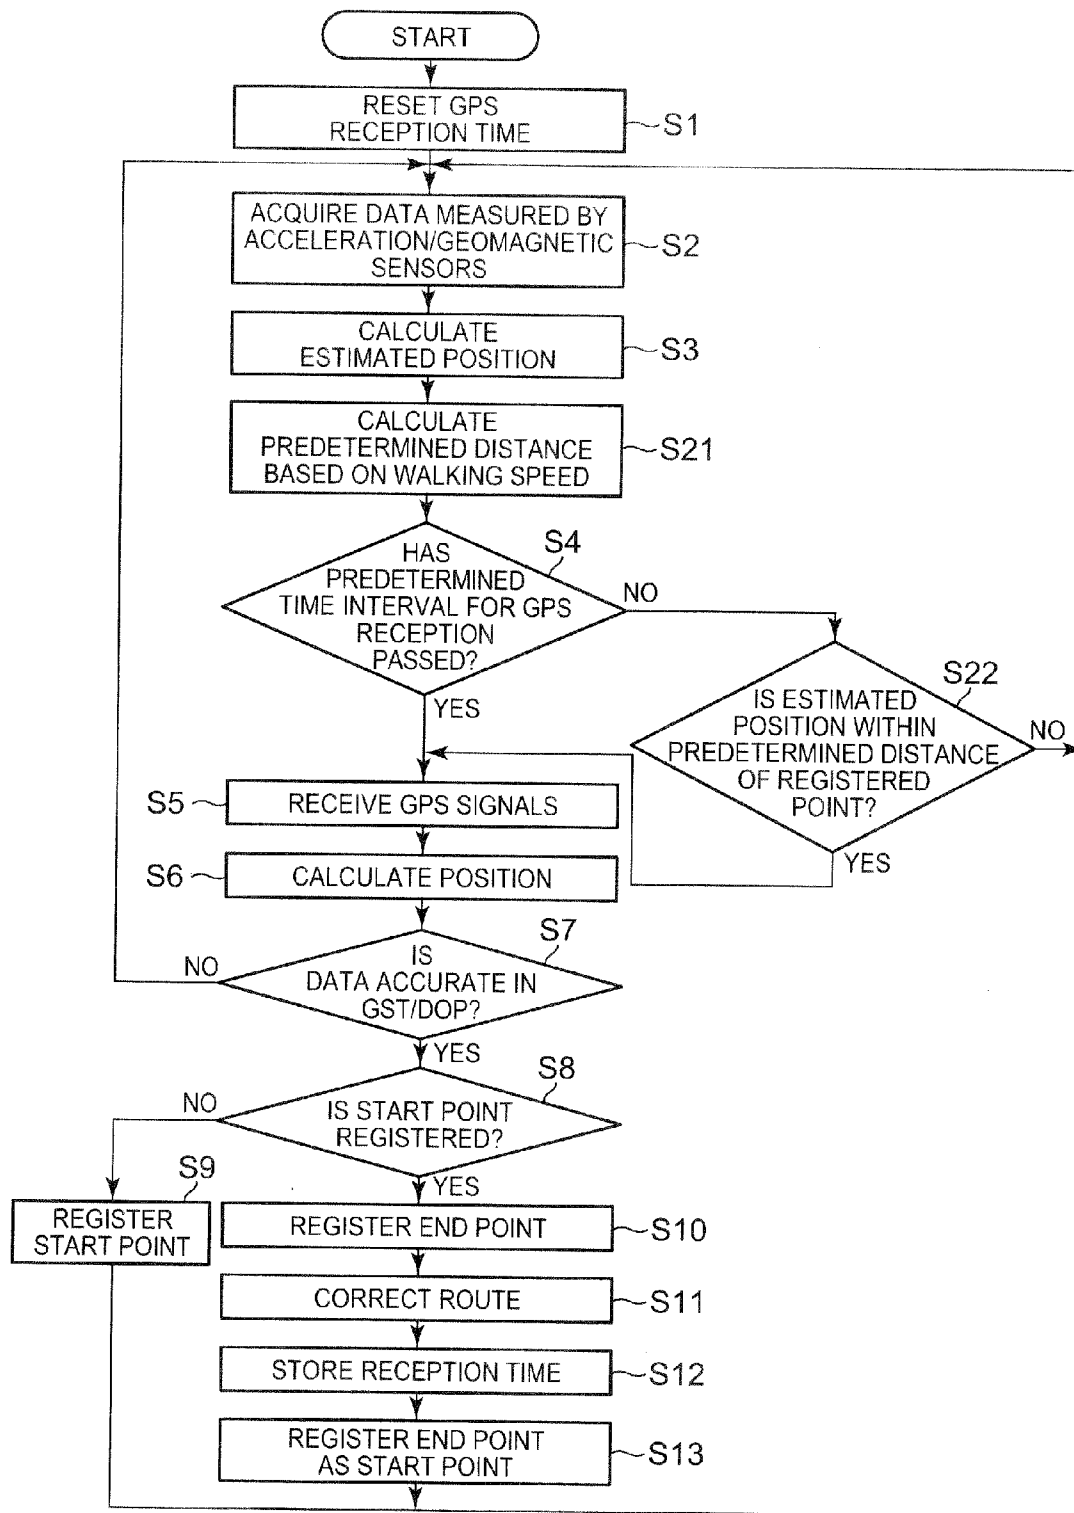 START
RESET GPS
RECEPTION TIME
S1
ACQUIRE DATA MEASURED BY
ACCELERATION/GEOMAGNETIC
SENSORS
S2
CALCULATE
ESTIMATED POSITION
S3
CALCULATE
PREDETERMINED DISTANCE
BASED ON WALKING SPEED
S21
S4
HAS
PREDETERMINED
TIME INTERVAL FOR GPS
RECEPTION
PASSED?
NO
YES
S22
IS ESTIMATED
POSITION WITHIN
PREDETERMINED DISTANCE
OF REGISTERED
POINT?
NO
YES
S5
RECEIVE GPS SIGNALS
S6
CALCULATE POSITION
S7
IS
DATA ACCURATE IN
GST/DOP?
NO
YES
S8
IS START POINT
REGISTERED?
NO
YES
S9
REGISTER
START POINT
REGISTER END POINT
S10
CORRECT ROUTE
S11
STORE RECEPTION TIME
S12
REGISTER END POINT
AS START POINT
S13